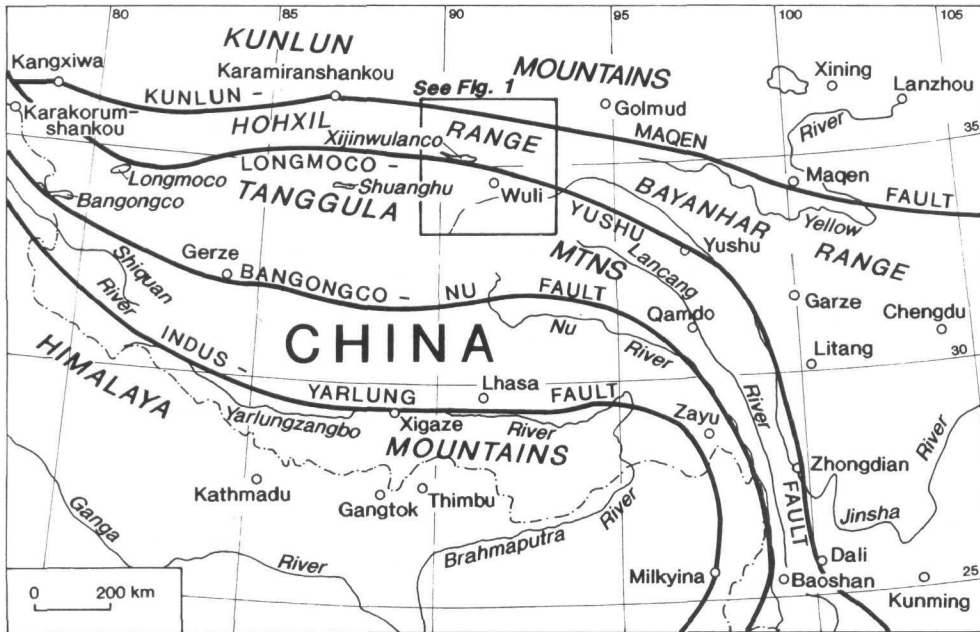 80
85
90
95
100
105
KUNLUN
MOUNTAINS
Kangxiwa
Karamiranshankou
See Fig. 1
Xining
Lanzhou
Golmud
KUNLUN -
MAQEN
FAULT
River
35
Karakorum-
shankou
HOHXIL
RANGE
Xijinwulanco
LONGMOCO -
YUSHU
FAULT
Longmoco
Shuanghu
Wuli
Maqen
Bangongco
TANGGULA
MTNS
BAYANHAR
RANGE
Yellow
Yushu
Lancang
River
Shiquan
River
Gerze
BANGONGCO - NU
FAULT
Qamdo
Garze
Chengdu
Nu
River
CHINA
Litang
30
HIMALAYA
MOUNTAINS
INDUS -
YARLUNG
FAULT
Lhasa
Yarlungzangbo
River
Xigaze
Zayu
River
Zhongdian
Kathmadu
Gangtok
Thimbu
River
Brahmaputra
Jinsha
Ganga
River
Dali
Milkyina
Baoshan
25
Kunming
0
200 km